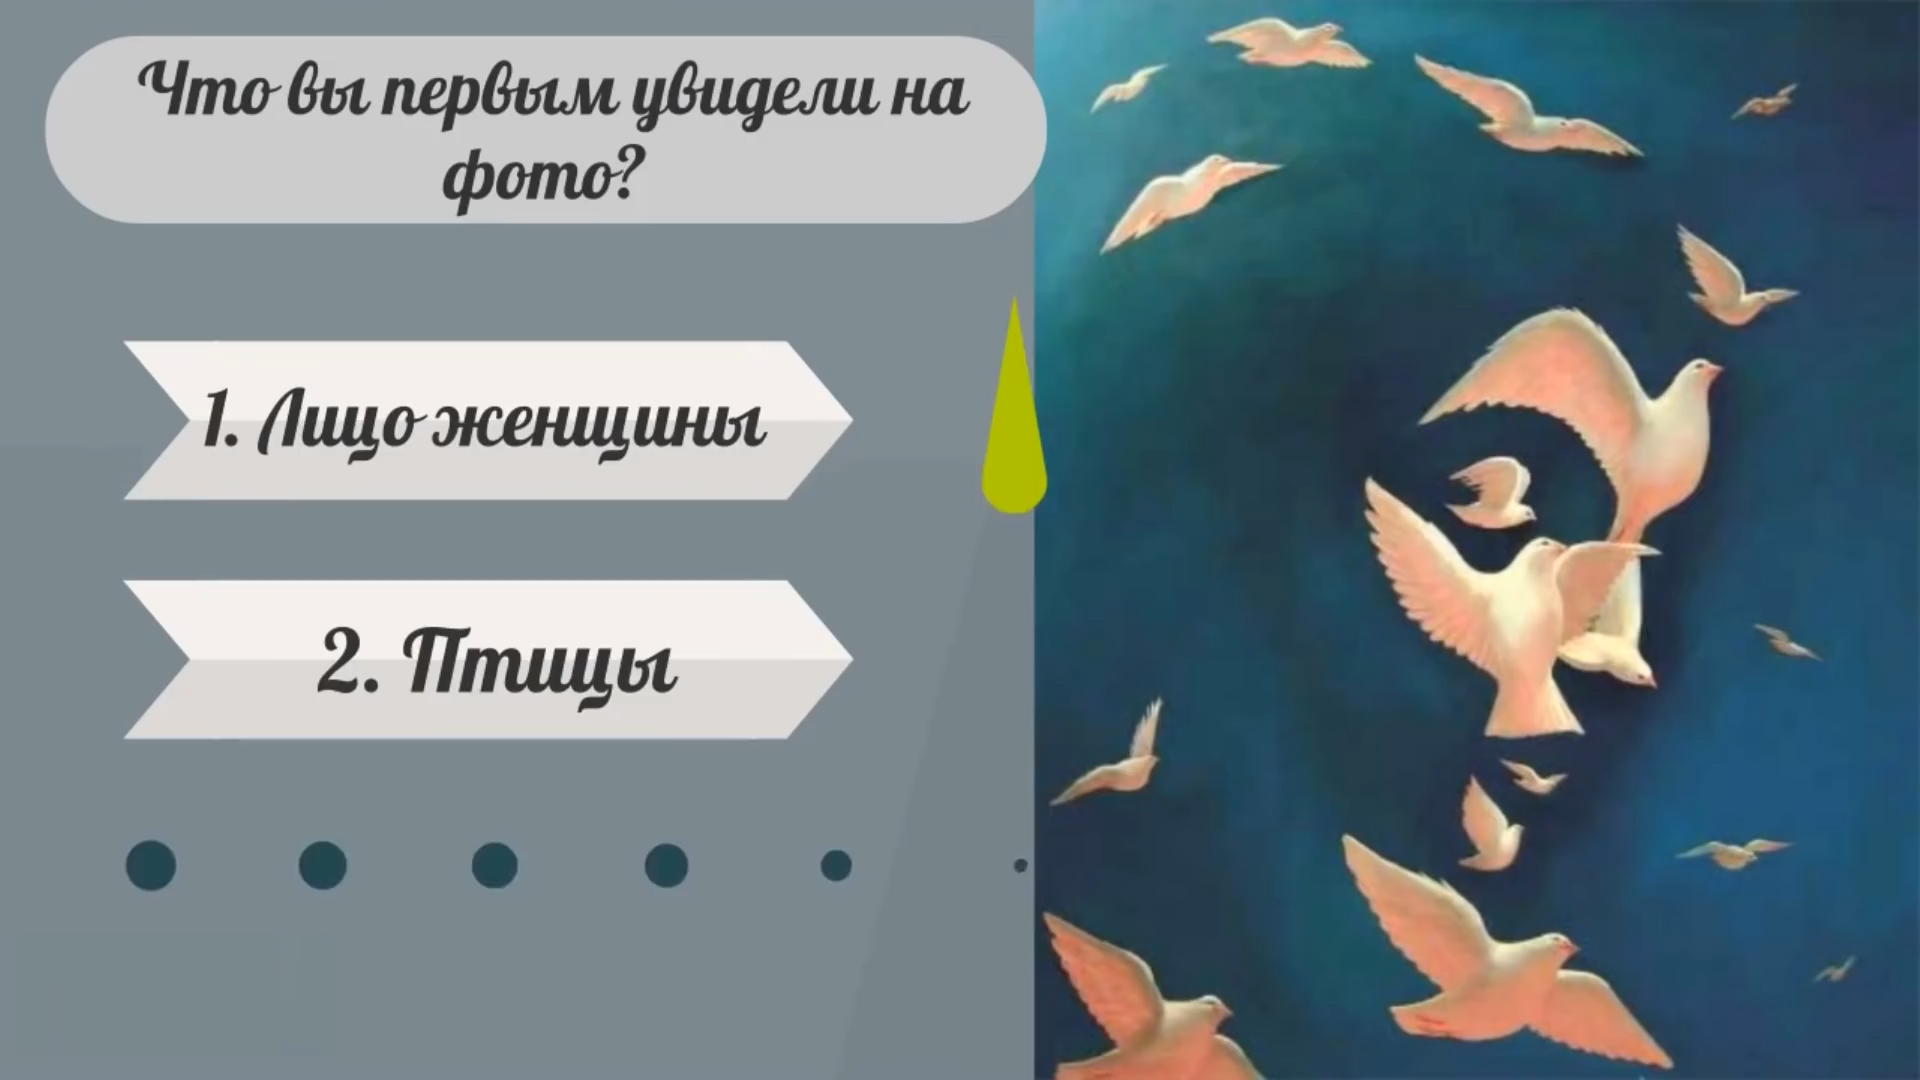 Что вы первым увидели на
фото?
1. Лицо женщины
2. Птицы